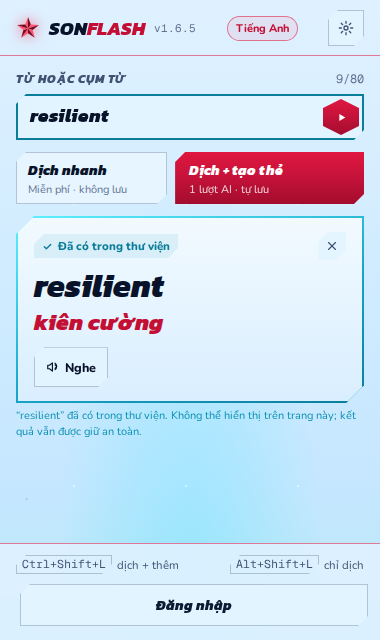 SONFLASH v1.6.5 Tiếng Anh
TỪ HOẶC CỤM TỪ 9/80
resilient
Dịch nhanh
Miễn phí · không lưu
Dịch + tạo thẻ
1 lượt AI · tự lưu
Đã có trong thư viện
resilient
kiên cường
Nghe
"resilient" đã có trong thư viện. Không thể hiển thị trên trang này; kết
quả vẫn được giữ an toàn.
Ctrl+Shift+L dịch + thêm Alt+Shift+L chỉ dịch
Đăng nhập